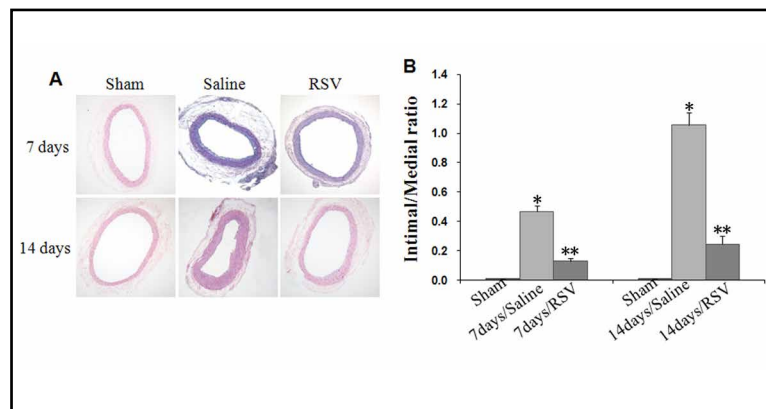 A
Sham Saline RSV
7 days
14 days
B
Intimal/Medial ratio
1.4
1.2
1.0
0.8
0.6
0.4
0.2
0.0
*
**
*
**
Sham
7days/Saline
7days/RSV
Sham
14days/Saline
14days/RSV